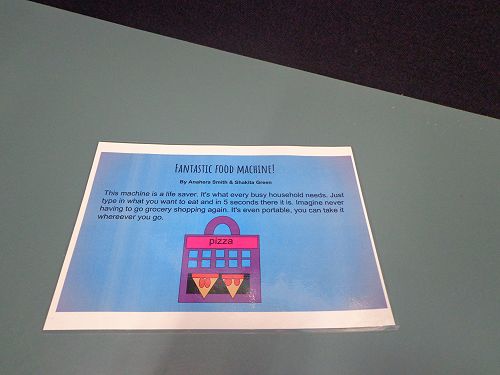 Fantastic food machine!
By Anahera Smith & Shakita Green
This machine is a life saver. It's what every busy household needs. Just
type in what you want to eat and in 5 seconds there it is. Imagine never
having to go grocery shopping again. It's even portable, you can take it
whereever you go.
pizza